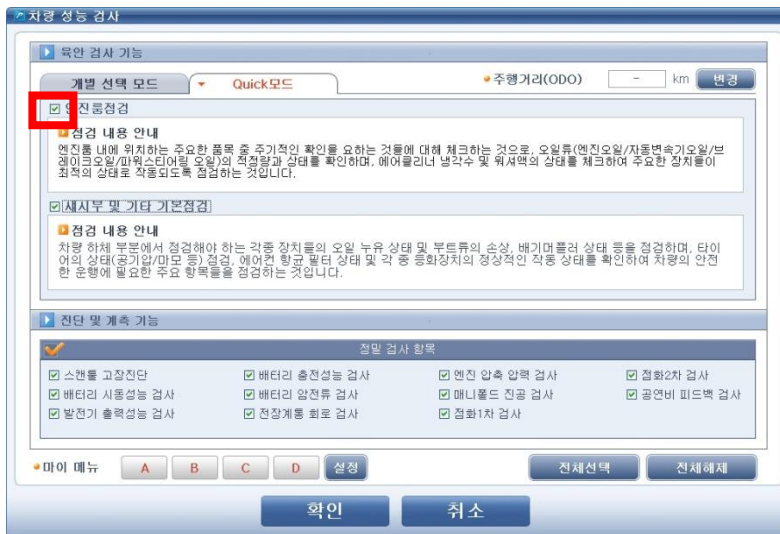 차량 성능 검사
육안 검사 기능
개별 선택 모드 Quick모드 주행거리(ODO) - km 변경
엔진룸점검
점검 내용 안내
엔진룸 내에 위치하는 주요한 품목 중 주기적인 확인을 요하는 것들에 대해 체크하는 것으로, 오일류(엔진오일/자동변속기오일/브
레이크오일/파워스티어링 오일)의 적정량과 상태를 확인하며, 에어클리너 냉각수 및 워셔액의 상태를 체크하여 주요한 장치들이
최적의 상태로 작동되도록 점검하는 것입니다.
섀시부 및 기타 기본점검
점검 내용 안내
차량 하체 부분에서 점검해야 하는 각종 장치들의 오일 누유 상태 및 부트류의 손상, 배기머플러 상태 등을 점검하며, 타이
어의 상태(공기압/마모 등) 점검, 에어컨 항균 필터 상태 및 각 종 등화장치의 정상적인 작동 상태를 확인하여 차량의 안전
한 운행에 필요한 주요 항목들을 점검하는 것입니다.
진단 및 계측 기능
정밀 검사 항목
스캔툴 고장진단 배터리 충전성능 검사 엔진 압축 압력 검사 점화2차 검사
배터리 시동성능 검사 배터리 암전류 검사 매니폴드 진공 검사 공연비 피드백 검사
발전기 출력성능 검사 전장계통 회로 검사 점화1차 검사
마이 메뉴 A B C D 설정 전체선택 전체해제
확인 취소